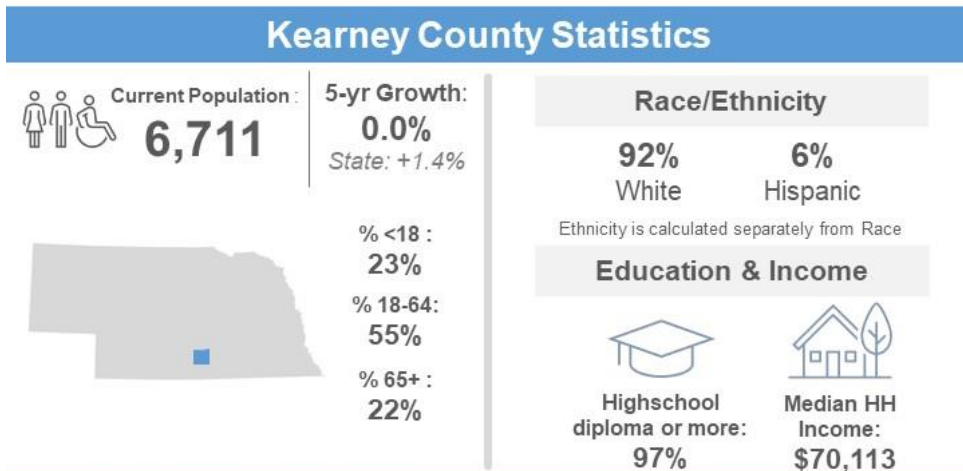 Kearney County Statistics
Current Population :
6,711
5-yr Growth:
0.0%
State: +1.4%
% <18 :
23%
% 18-64:
55%
% 65+ :
22%
Race/Ethnicity
92%
White
6%
Hispanic
Ethnicity is calculated separately from Race
Education & Income
Highschool
diploma or more:
97%
Median HH
Income:
$70,113